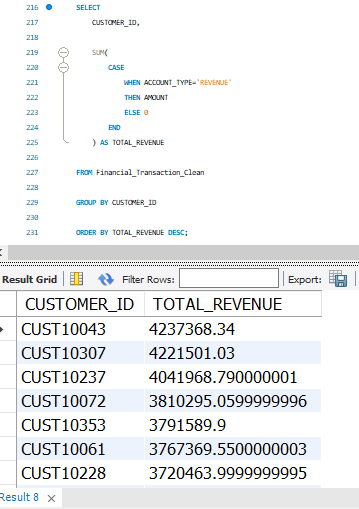 216 SELECT
217 CUSTOMER_ID,
218
219 SUM(
220 CASE
221 WHEN ACCOUNT_TYPE='REVENUE'
222 THEN AMOUNT
223 ELSE 0
224 END
225 ) AS TOTAL_REVENUE
226
227 FROM Financial_Transaction_Clean
228
229 GROUP BY CUSTOMER_ID
230
231 ORDER BY TOTAL_REVENUE DESC;
Result Grid Filter Rows: Export:
CUSTOMER_ID TOTAL_REVENUE
CUST10043 4237368.34
CUST10307 4221501.03
CUST10237 4041968.790000001
CUST10072 3810295.0599999996
CUST10353 3791589.9
CUST10061 3767369.5500000003
CUST10228 3720463.9999999995
Result 8 ×